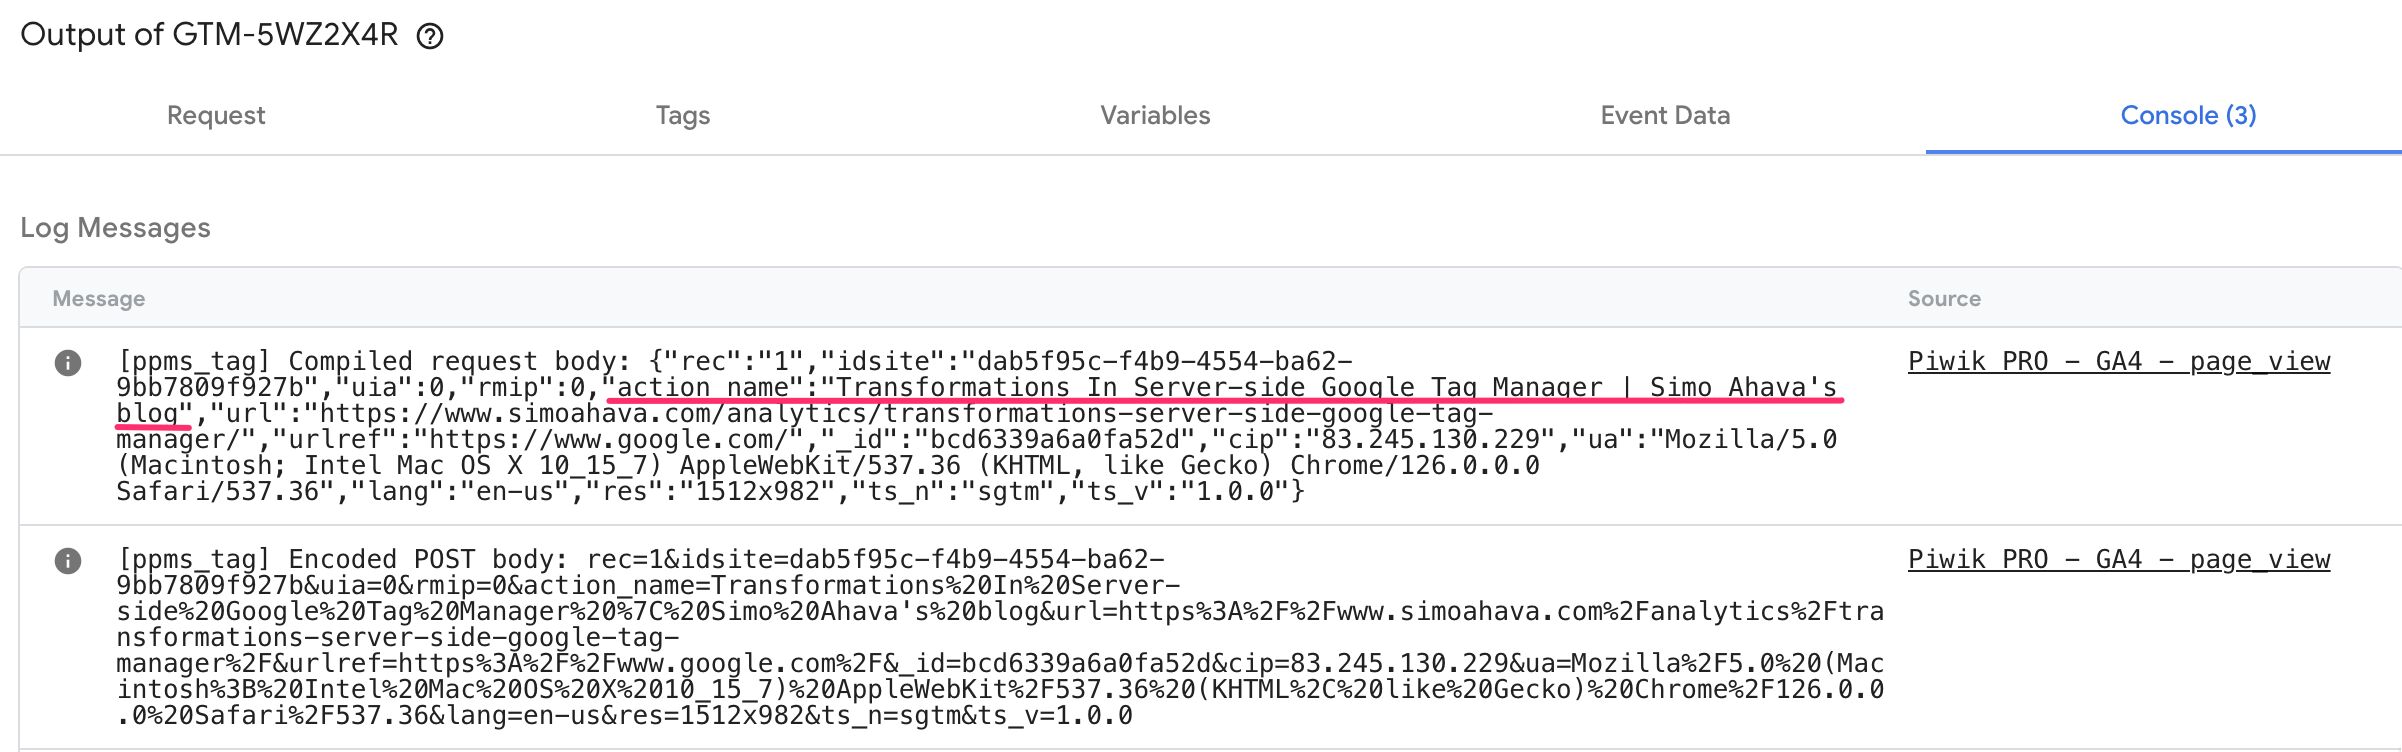 Output of GTM-5WZ2X4R
Request Tags Variables Event Data Console (3)
Log Messages
Message Source
[ppms_tag] Compiled request body: {"rec":"1","idsite":"dab5f95c-f4b9-4554-ba62- Piwik PRO - GA4 - page_view
9bb7809f927b","uia":0,"rmip":0,"action_name":"Transformations In Server-side Google Tag Manager | Simo Ahava's
blog","url":"https://www.simoahava.com/analytics/transformations-server-side-google-tag-
manager/","urlref":"https://www.google.com/","_id":"bcd6339a6a0fa52d","cip":"83.245.130.229","ua":"Mozilla/5.0
(Macintosh; Intel Mac OS X 10_15_7) AppleWebKit/537.36 (KHTML, like Gecko) Chrome/126.0.0.0
Safari/537.36","lang":"en-us","res":"1512x982","ts_n":"sgtm","ts_v":"1.0.0"}
[ppms_tag] Encoded POST body: rec=1&idsite=dab5f95c-f4b9-4554-ba62- Piwik PRO - GA4 - page_view
9bb7809f927b&uia=0&rmip=0&action_name=Transformations%20In%20Server-
side%20Google%20Tag%20Manager%20%7C%20Simo%20Ahava's%20blog&url=https%3A%2F%2Fwww.simoahava.com%2Fanalytics%2Ftra
nsformations-server-side-google-tag-
manager%2F&urlref=https%3A%2F%2Fwww.google.com%2F&_id=bcd6339a6a0fa52d&cip=83.245.130.229&ua=Mozilla%2F5.0%20(Mac
intosh%3B%20Intel%20Mac%20OS%20X%2010_15_7)%20AppleWebKit%2F537.36%20(KHTML%2C%20like%20Gecko)%20Chrome%2F126.0.0
.0%20Safari%2F537.36&lang=en-us&res=1512x982&ts_n=sgtm&ts_v=1.0.0